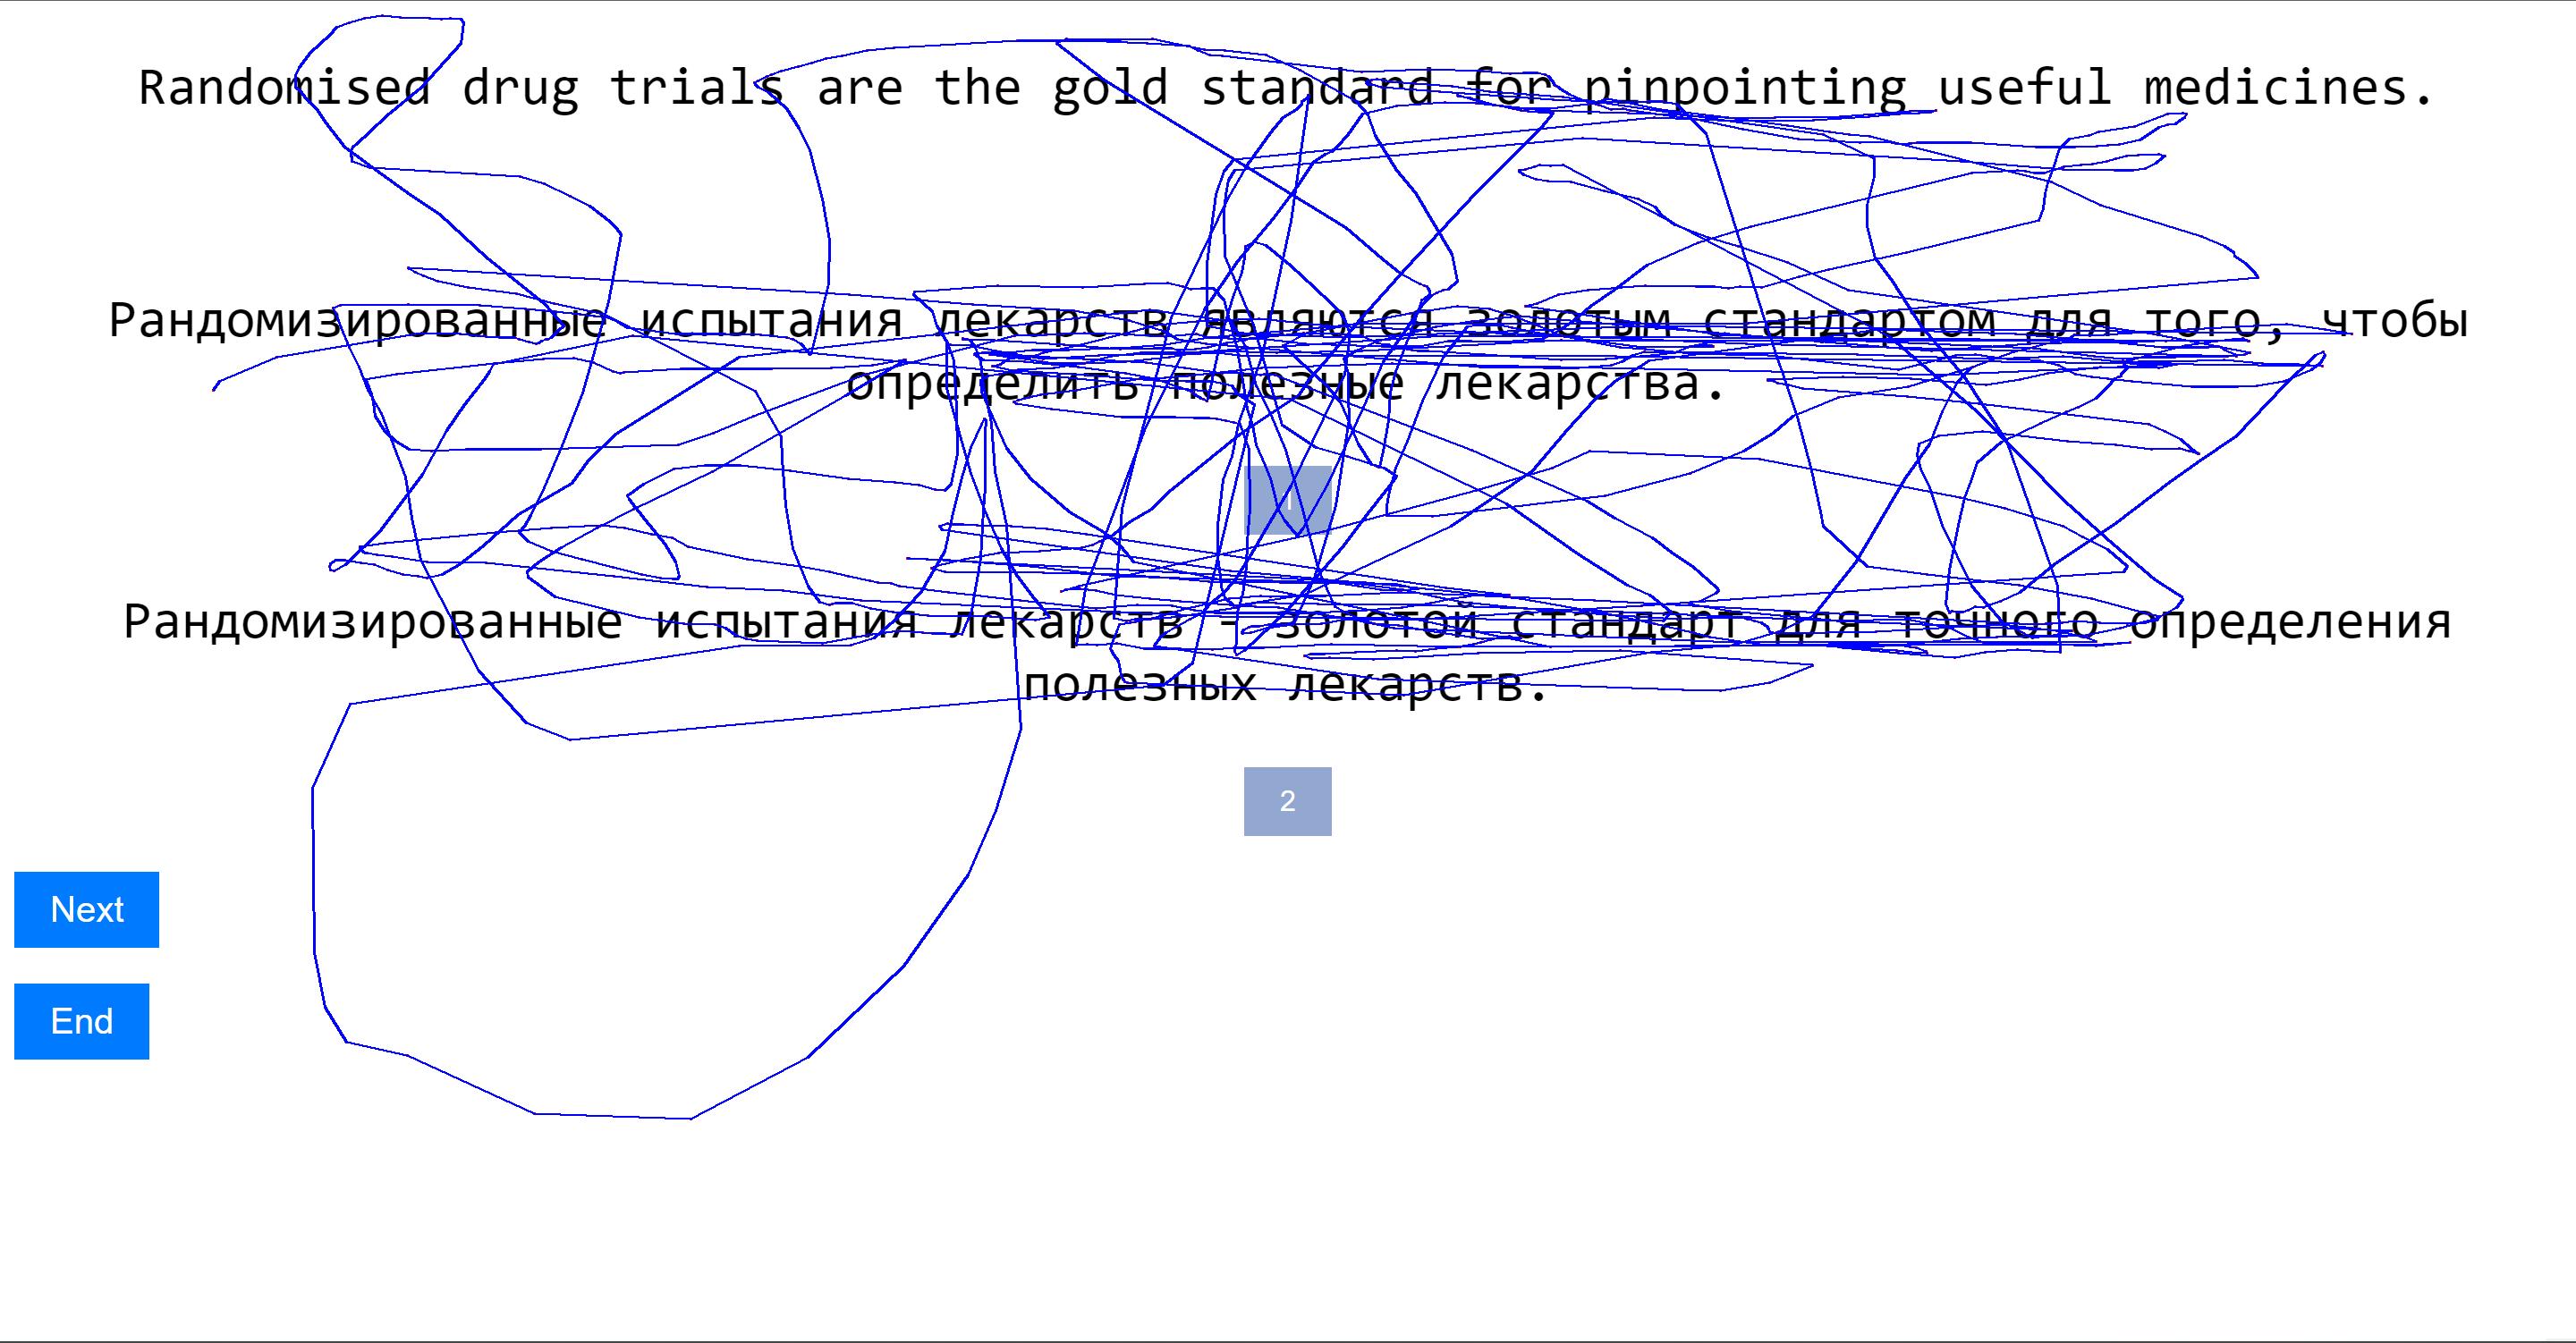 Randomised drug trials are the gold standard for pinpointing useful medicines.
Рандомизированные испытания лекарств являются золотым стандартом для того, чтобы
определить полезные лекарства.
1
Рандомизированные испытания лекарств - золотой стандарт для точного определения
полезных лекарств.
2
Next
End